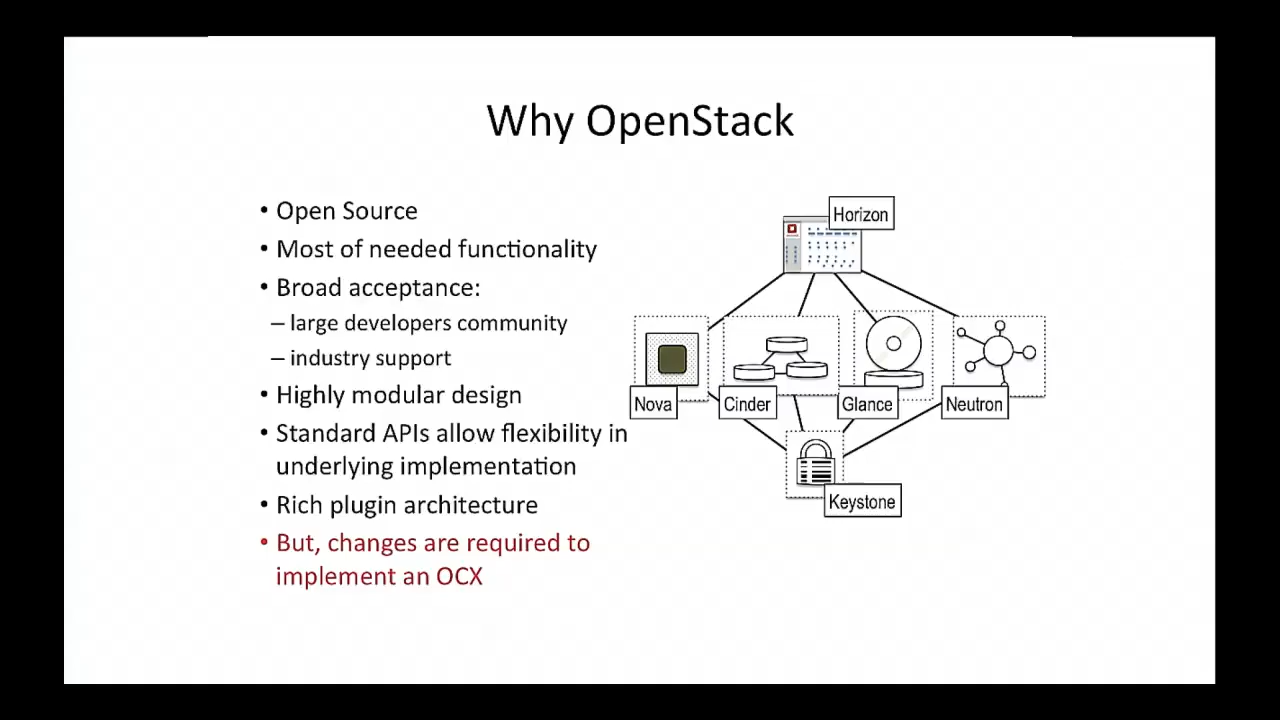 Why OpenStack
• Open Source
• Most of needed functionality
• Broad acceptance:
– large developers community
– industry support
• Highly modular design
• Standard APIs allow flexibility in
underlying implementation
• Rich plugin architecture
• But, changes are required to
implement an OCX
Horizon
Nova
Cinder
Glance
Neutron
Keystone